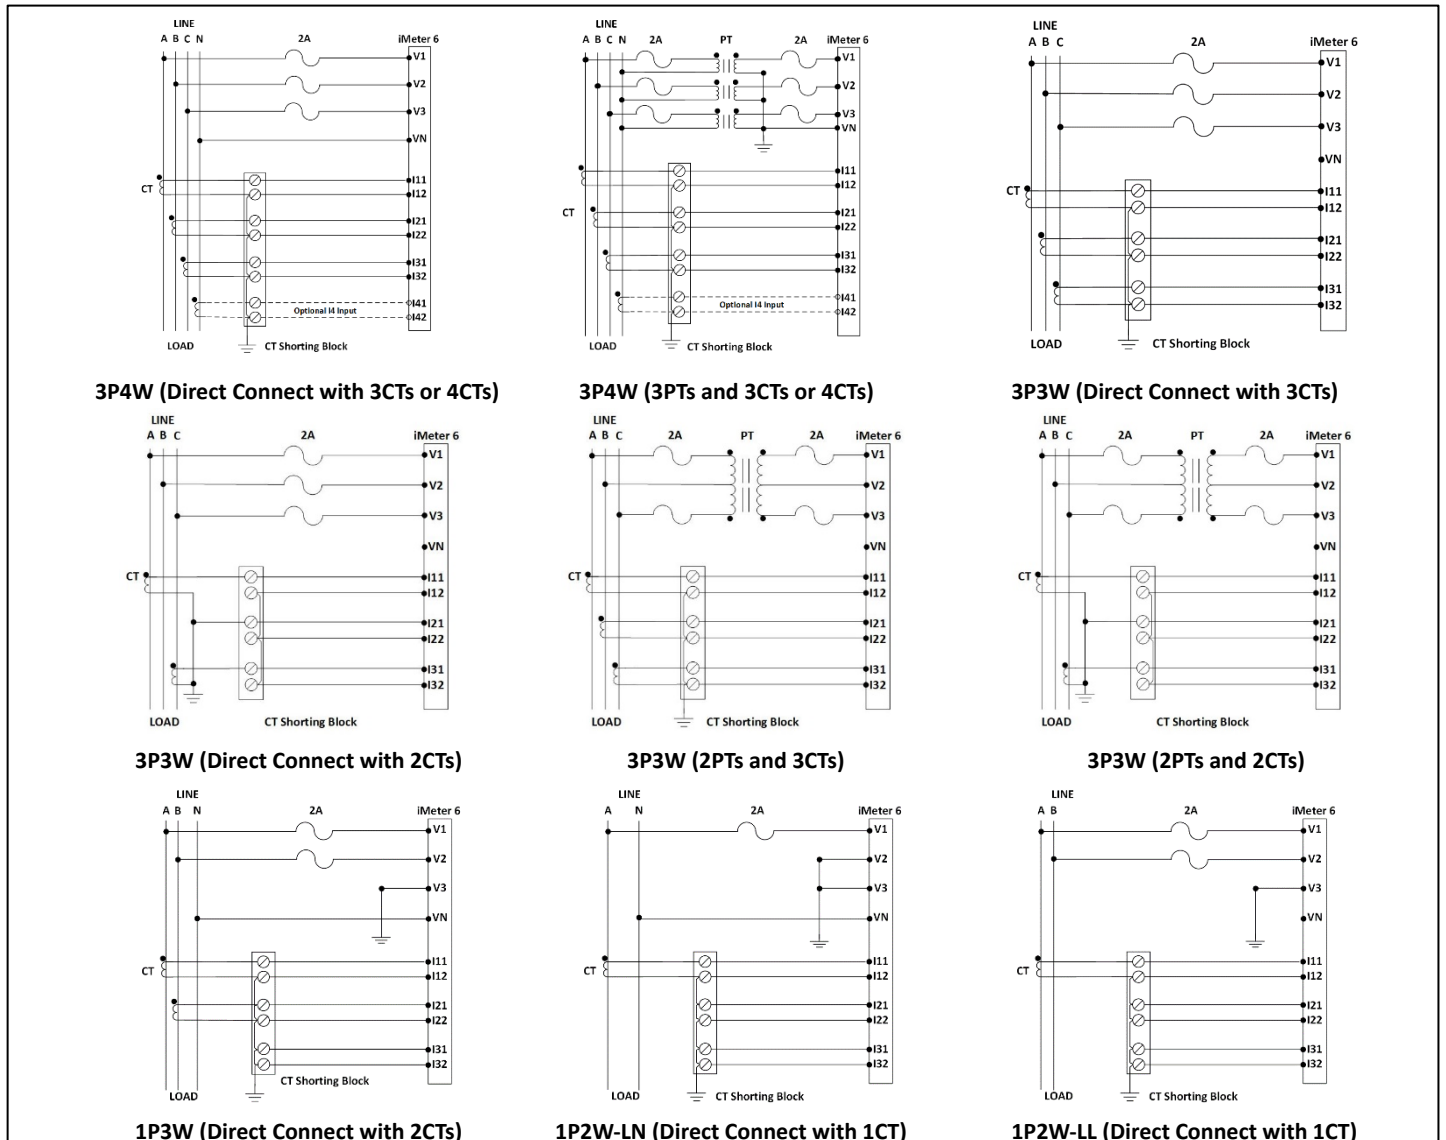 LINE
A B C N 2A iMeter 6
V1
V2
V3
VN
I11
CT
I12
I21
I22
I31
I32
I41
Optional I4 Input
I42
LOAD CT Shorting Block
3P4W (Direct Connect with 3CTs or 4CTs)
LINE
A B C N 2A PT 2A iMeter 6
V1
V2
V3
VN
I11
I12
CT I21
I22
I31
I32
I41
Optional I4 Input
I42
LOAD CT Shorting Block
3P4W (3PTs and 3CTs or 4CTs)
LINE
A B C 2A iMeter 6
V1
V2
V3
VN
CT I11
I12
I21
I22
I31
I32
LOAD CT Shorting Block
3P3W (Direct Connect with 3CTs)
LINE
A B C 2A iMeter 6
V1
V2
V3
VN
CT I11
I12
I21
I22
I31
I32
LOAD CT Shorting Block
3P3W (Direct Connect with 2CTs)
LINE
A B C 2A PT 2A iMeter 6
V1
V2
V3
VN
CT I11
I12
I21
I22
I31
I32
LOAD CT Shorting Block
3P3W (2PTs and 3CTs)
LINE
A B C 2A PT 2A iMeter 6
V1
V2
V3
VN
CT I11
I12
I21
I22
I31
I32
LOAD CT Shorting Block
3P3W (2PTs and 2CTs)
LINE
A B N 2A iMeter 6
V1
V2
V3
VN
I11
CT I12
I21
I22
I31
I32
CT Shorting Block
LOAD
1P3W (Direct Connect with 2CTs)
LINE
A N 2A iMeter 6
V1
V2
V3
VN
I11
CT I12
I21
I22
I31
I32
LOAD CT Shorting Block
1P2W-LN (Direct Connect with 1CT)
LINE
A B 2A iMeter 6
V1
V2
V3
VN
I11
CT I12
I21
I22
I31
I32
LOAD CT Shorting Block
1P2W-LL (Direct Connect with 1CT)